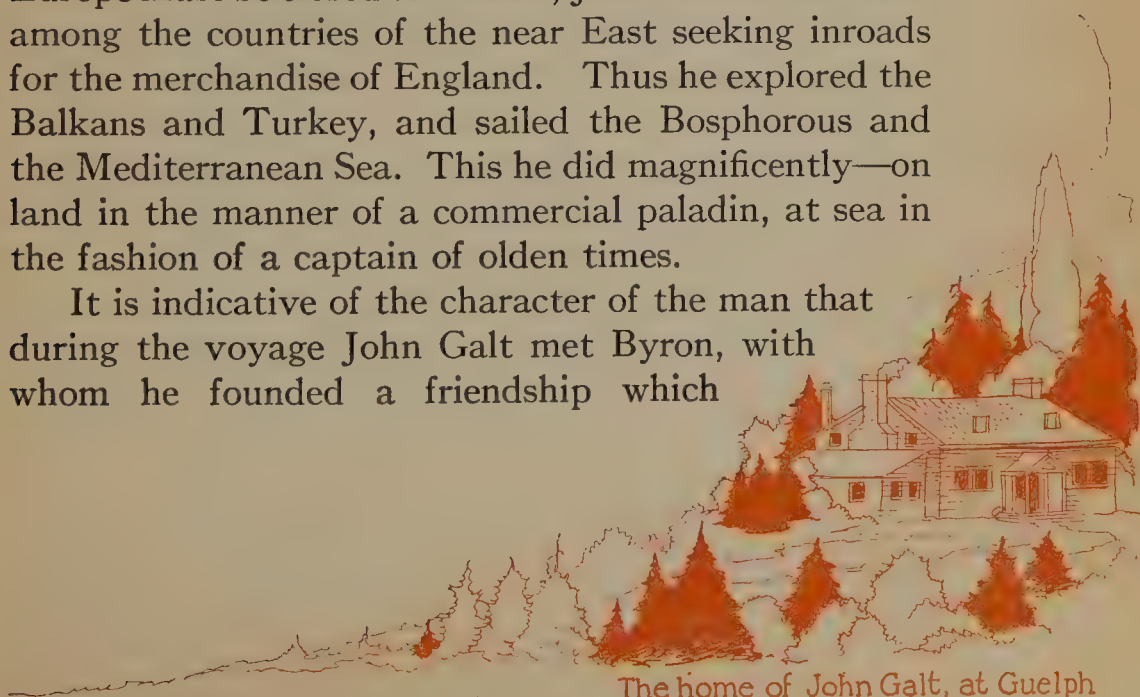 among the countries of the near East seeking inroads
for the merchandise of England. Thus he explored the
Balkans and Turkey, and sailed the Bosphorous and
the Mediterranean Sea. This he did magnificently—on
land in the manner of a commercial paladin, at sea in
the fashion of a captain of olden times.
It is indicative of the character of the man that
during the voyage John Galt met Byron, with
whom he founded a friendship which
The home of John Galt, at Guelph